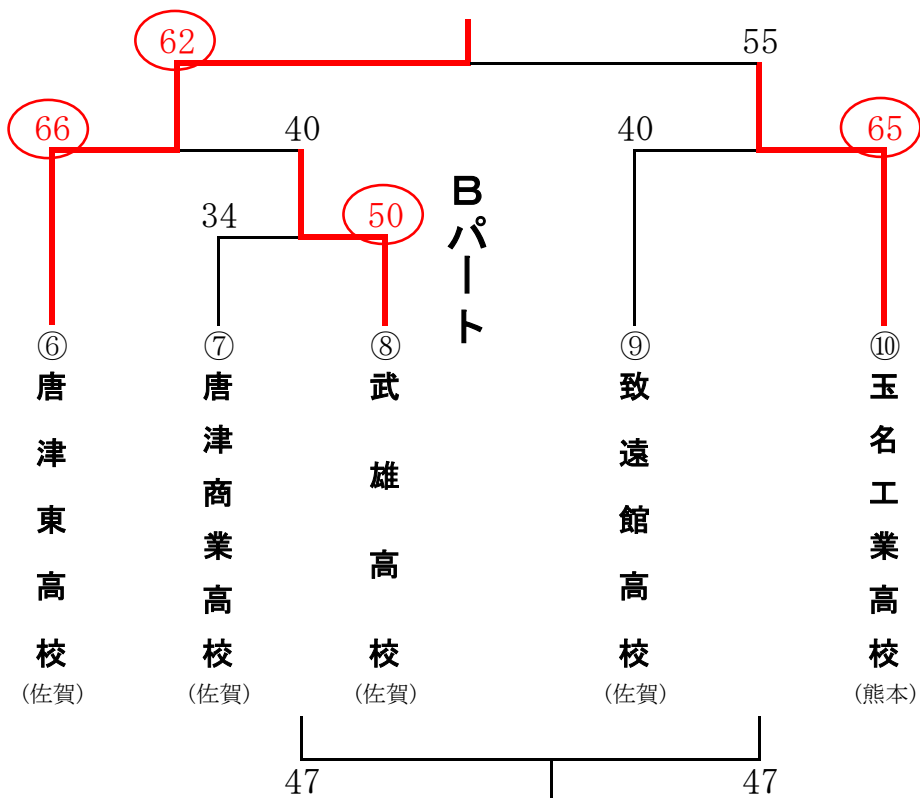 62
55
66
40
40
65
34
50
Bパート
⑥
⑦
⑧
⑨
⑩
唐津東高校
唐津商業高校
武雄高校
致遠館高校
玉名工業高校
(佐賀)
(佐賀)
(佐賀)
(佐賀)
(熊本)
47
47